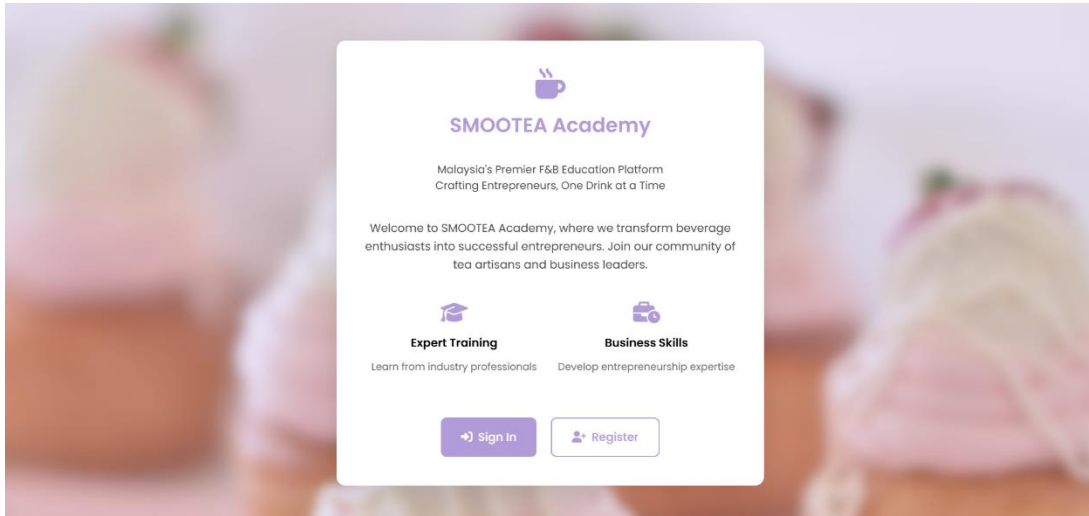 SMOOTEA Academy
Malaysia's Premier F&B Education Platform
Crafting Entrepreneurs, One Drink at a Time
Welcome to SMOOTEA Academy, where we transform beverage
enthusiasts into successful entrepreneurs. Join our community of
tea artisans and business leaders.
Expert Training
Learn from industry professionals
Business Skills
Develop entrepreneurship expertise
Sign In
Register